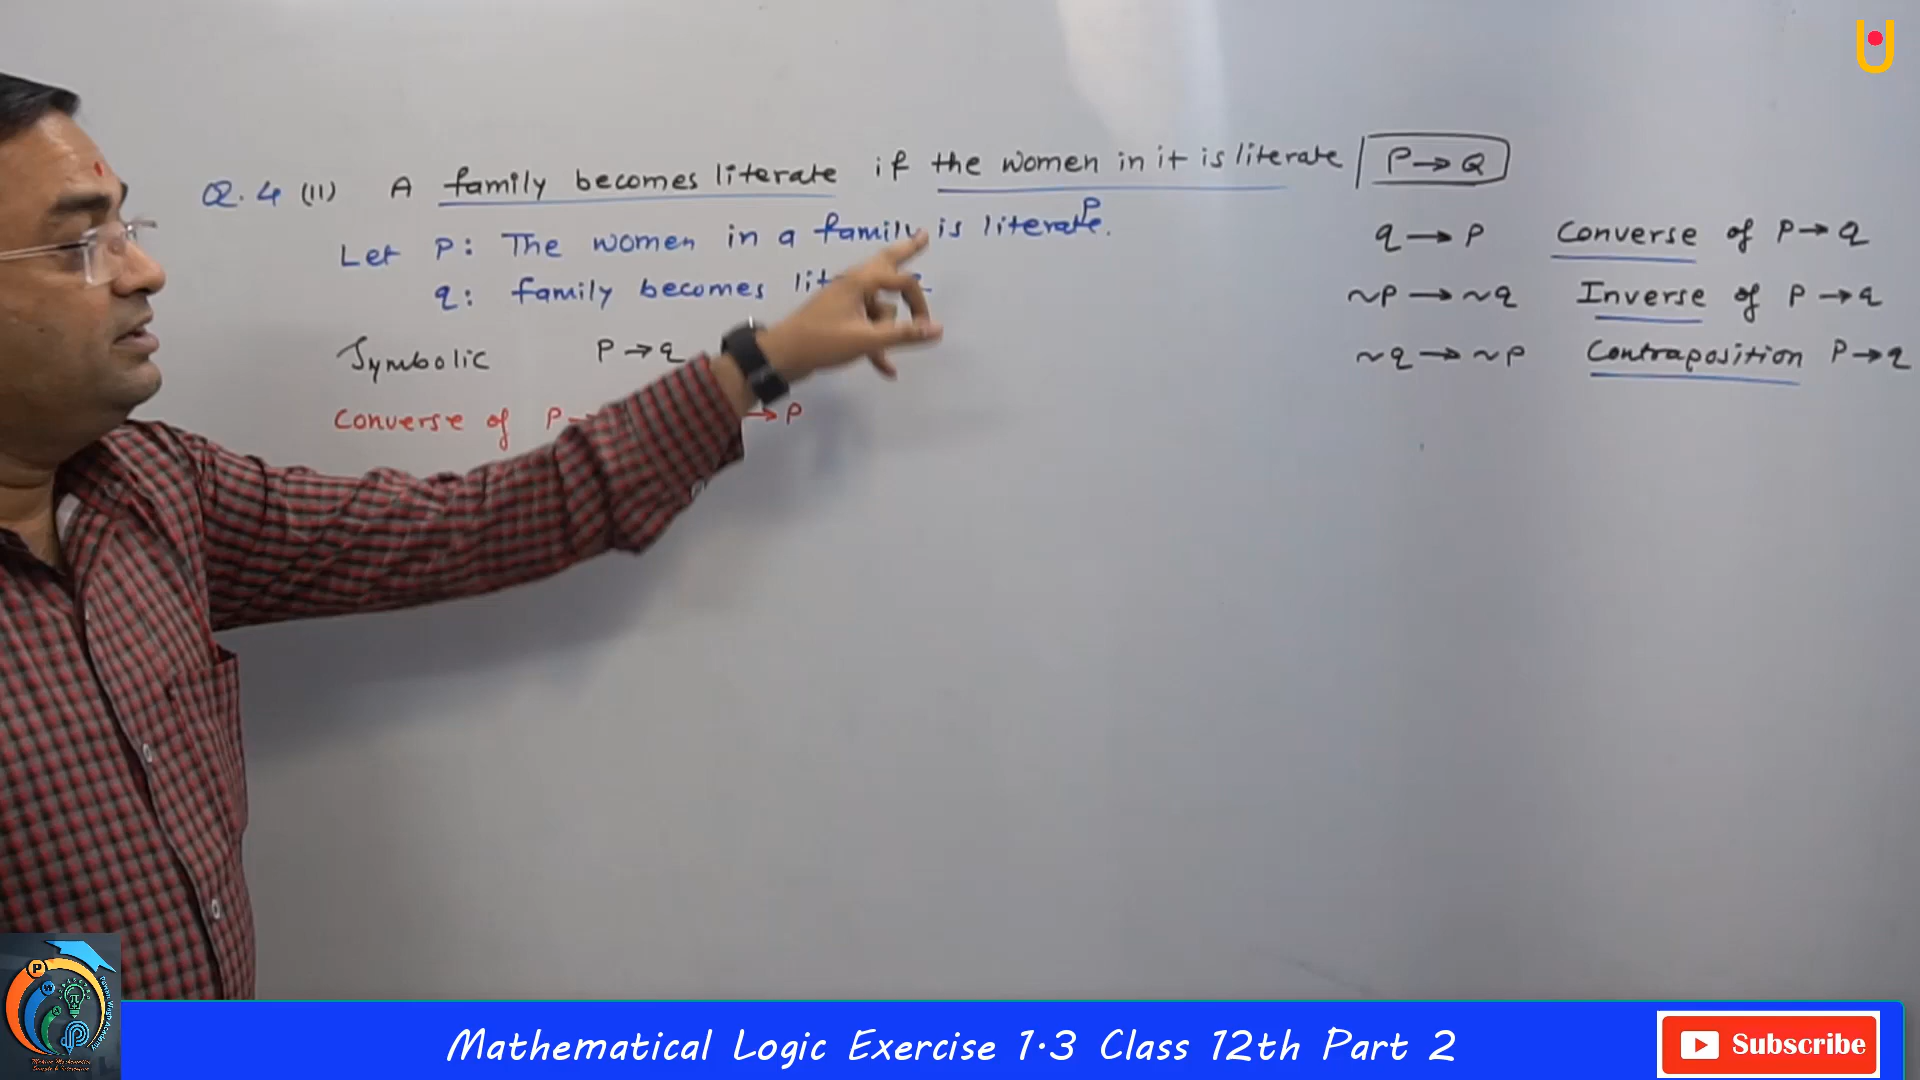 Q.4 (II) A family becomes literate if the women in it is literate P→Q
P
Let P: The women in a family is literate.
q: family becomes
Symbolic P→q
Converse of P→ →P
q→P Converse of P→q
~P→~q Inverse of P→q
~q→~P Contraposition P→q
Mathematical Logic Exercise 1.3 Class 12th Part 2
Subscribe